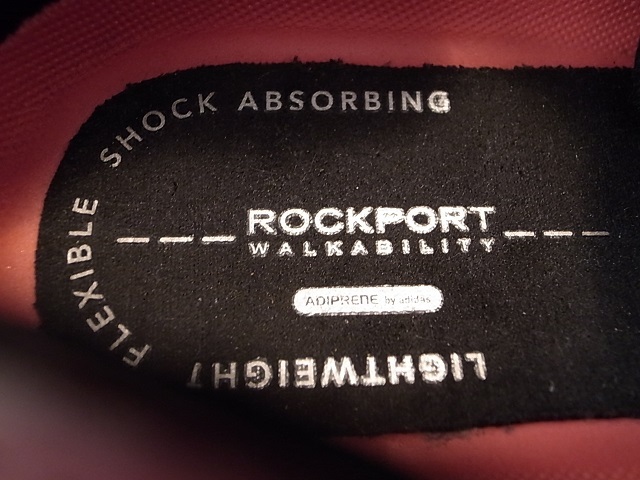 FLEXIBLE SHOCK ABSORBING
ROCKPORT
WALKABILITY
ADIPRENE by adidas
LIGHTWEIGHT